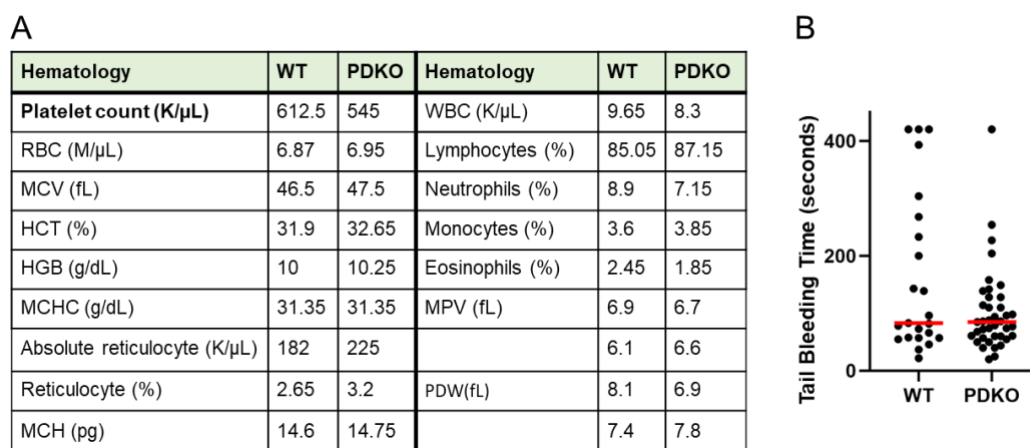 A
B
Hematology WT PDKO Hematology WT PDKO
Platelet count (K/µL) 612.5 545 WBC (K/µL) 9.65 8.3
RBC (M/µL) 6.87 6.95 Lymphocytes (%) 85.05 87.15
MCV (fL) 46.5 47.5 Neutrophils (%) 8.9 7.15
HCT (%) 31.9 32.65 Monocytes (%) 3.6 3.85
HGB (g/dL) 10 10.25 Eosinophils (%) 2.45 1.85
MCHC (g/dL) 31.35 31.35 MPV (fL) 6.9 6.7
Absolute reticulocyte (K/µL) 182 225 6.1 6.6
Reticulocyte (%) 2.65 3.2 PDW(fL) 8.1 6.9
MCH (pg) 14.6 14.75 7.4 7.8
Tail Bleeding Time (seconds)
400
200
0
WT PDKO